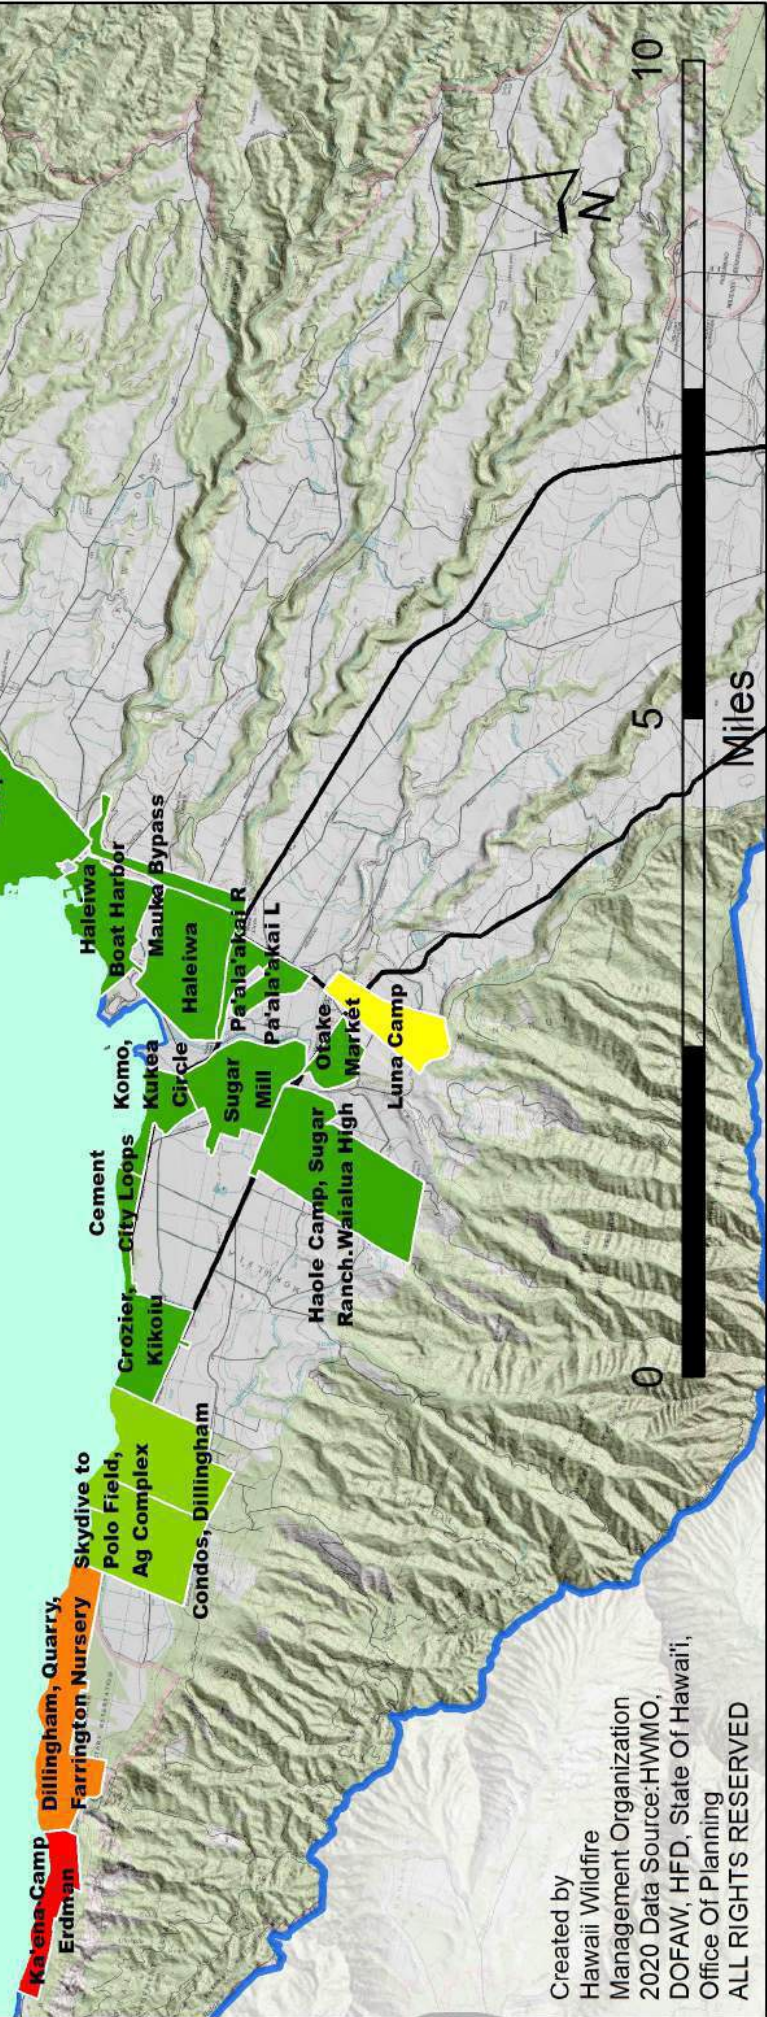 Ka'ena Camp
Erdman
Dillingham, Quarry,
Farrington Nursery
Skydive to
Polo Field,
Ag Complex
Condos, Dillingham
Crozier,
Kikoiu
Cement
City Loops
Komo,
Kukea
Circle
Sugar
Mill
Haole Camp, Sugar
Ranch.Waialua High
Otake
Market
Luna Camp
Haleiwa
Boat Harbor
Mauka Bypass
Haleiwa
Pa'ala'akai R
Pa'ala'akai L
N
0
5
10
Miles
Created by
Hawaii Wildfire
Management Organization
2020 Data Source:HWMO,
DOFAW, HFD, State Of Hawai'i,
Office Of Planning
ALL RIGHTS RESERVED